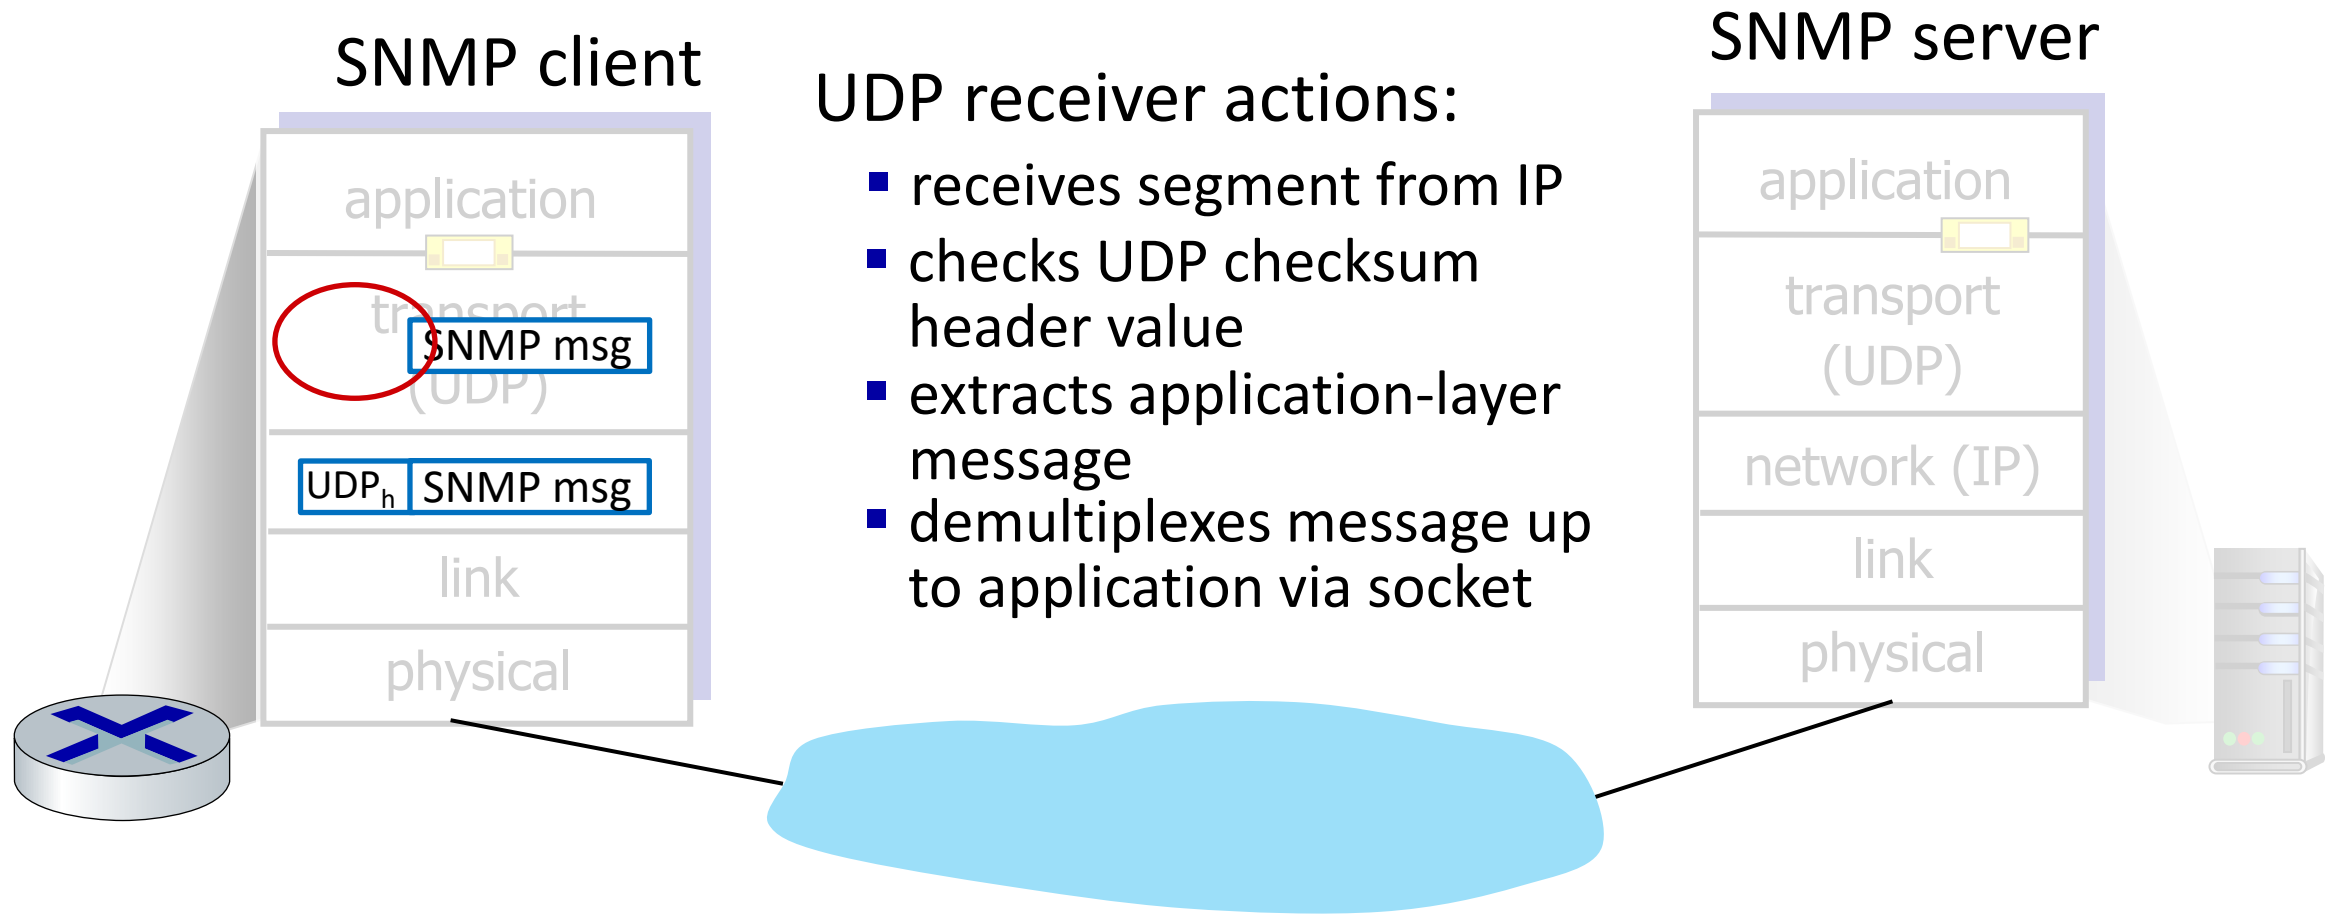 SNMP client
application
transport
SNMP msg
(UDP)
UDPh SNMP msg
link
physical
UDP receiver actions:
receives segment from IP
checks UDP checksum
header value
extracts application-layer
message
demultiplexes message up
to application via socket
SNMP server
application
transport
(UDP)
network (IP)
link
physical